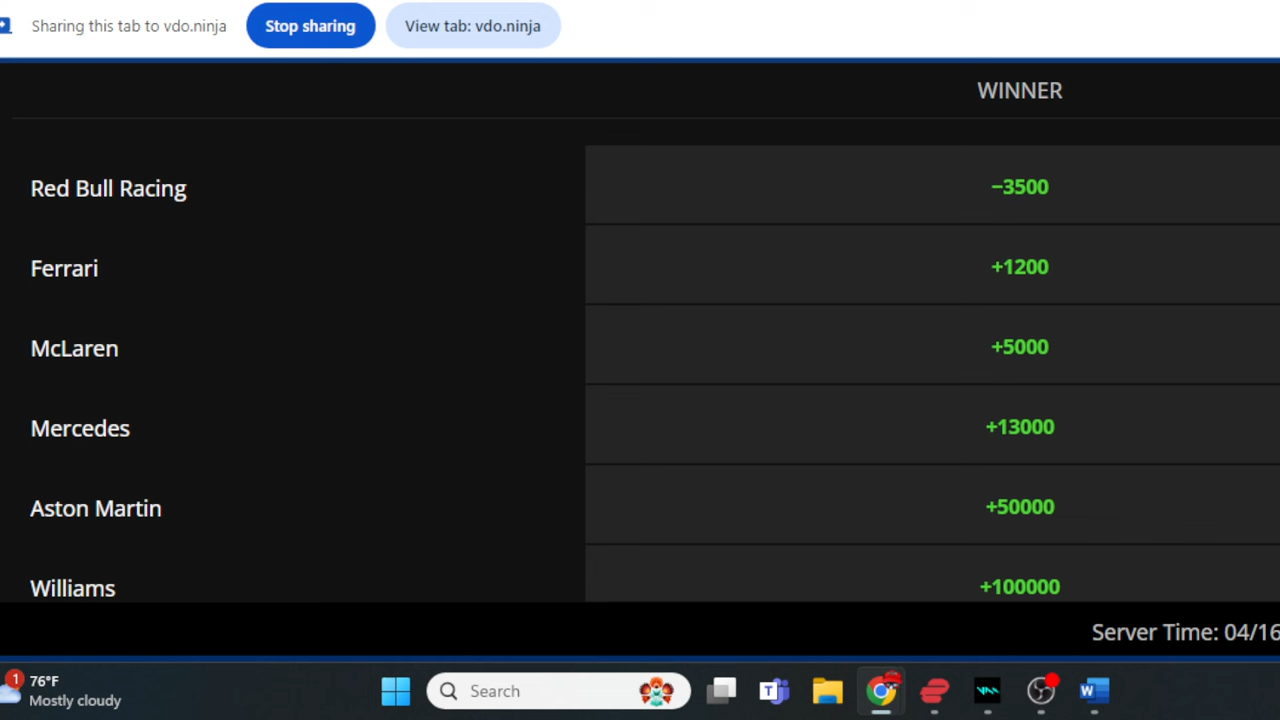 Sharing this tab to vdo.ninja Stop sharing View tab: vdo.ninja
WINNER
Red Bull Racing −3500
Ferrari +1200
McLaren +5000
Mercedes +13000
Aston Martin +50000
Williams +100000
Server Time: 04/16
1 76°F
Mostly cloudy
Search